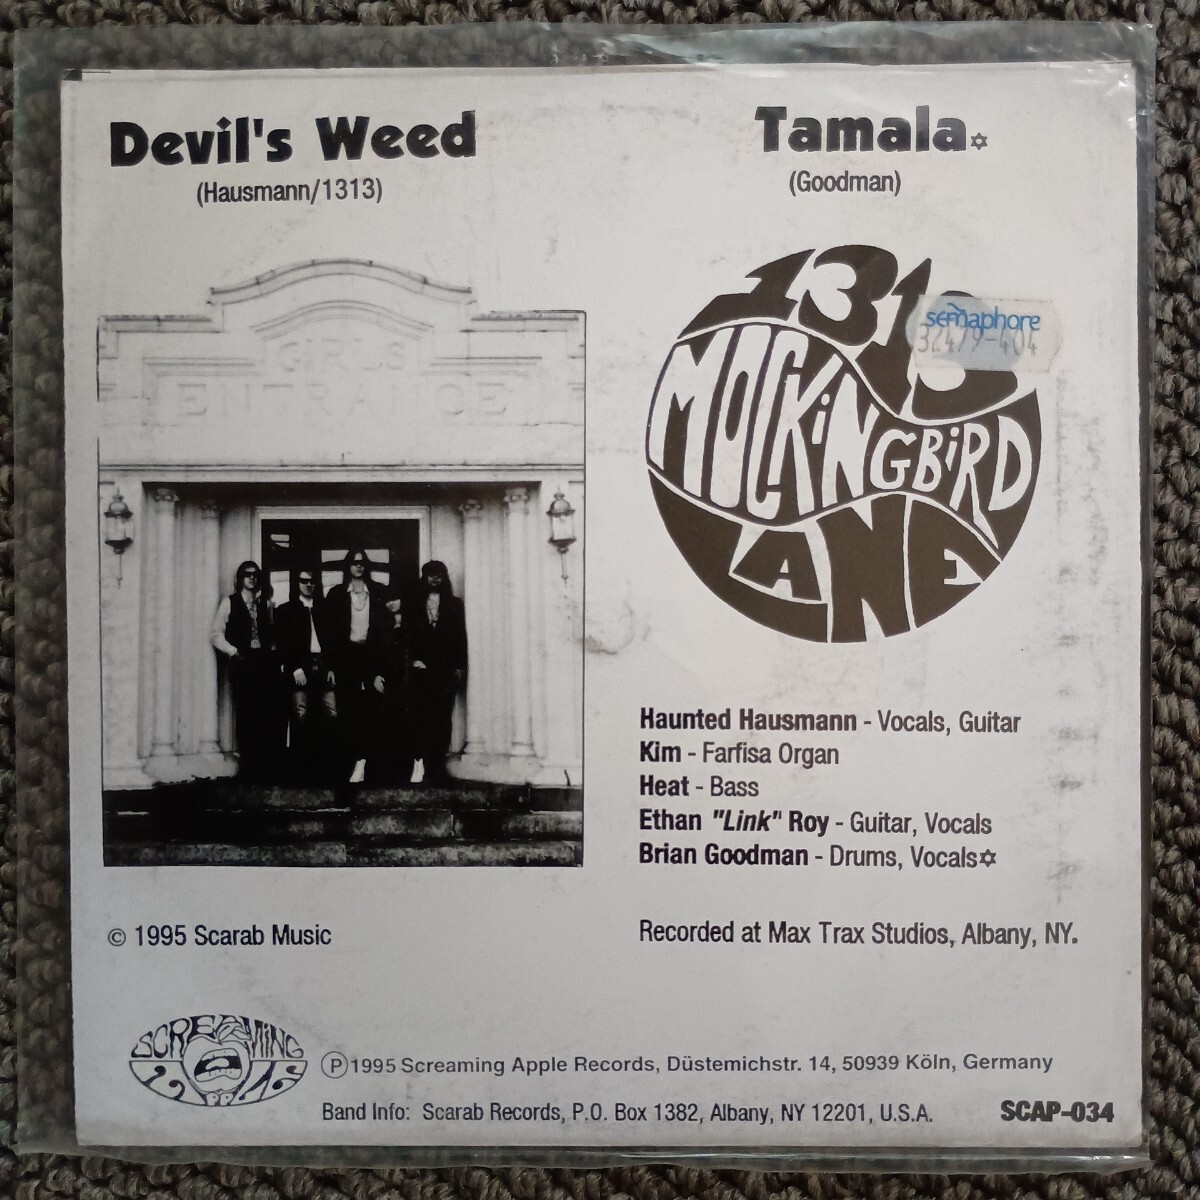 Devil's Weed
(Hausmann/1313)
Tamala✡
(Goodman)
GIRLS
ENTRANCE
1313
MOCKiNGBiRD
LANE
semaphore
32479-404
Haunted Hausmann - Vocals, Guitar
Kim - Farfisa Organ
Heat - Bass
Ethan "Link" Roy - Guitar, Vocals
Brian Goodman - Drums, Vocals✡
© 1995 Scarab Music
Recorded at Max Trax Studios, Albany, NY.
SCREAMiNG
℗1995 Screaming Apple Records, Düstemichstr. 14, 50939 Köln, Germany
Band Info: Scarab Records, P.O. Box 1382, Albany, NY 12201, U.S.A.
SCAP-034